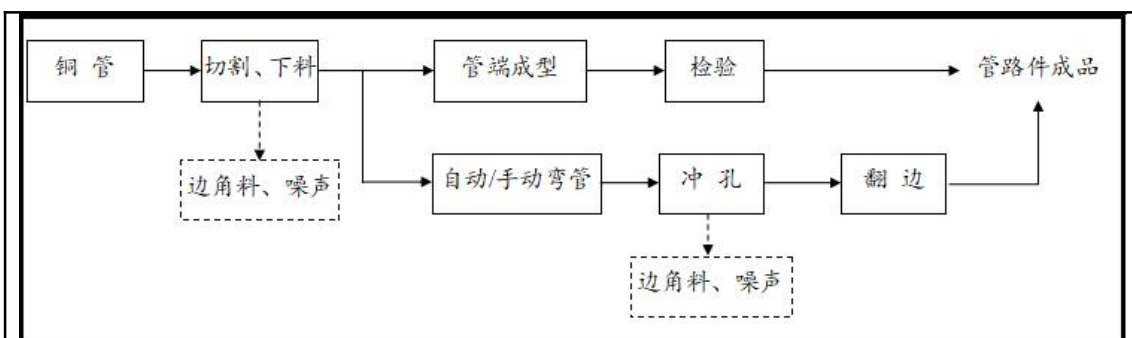 铜 管
切割、下料
管端成型
检验
管路件成品
边角料、噪声
自动/手动弯管
冲 孔
翻 边
边角料、噪声